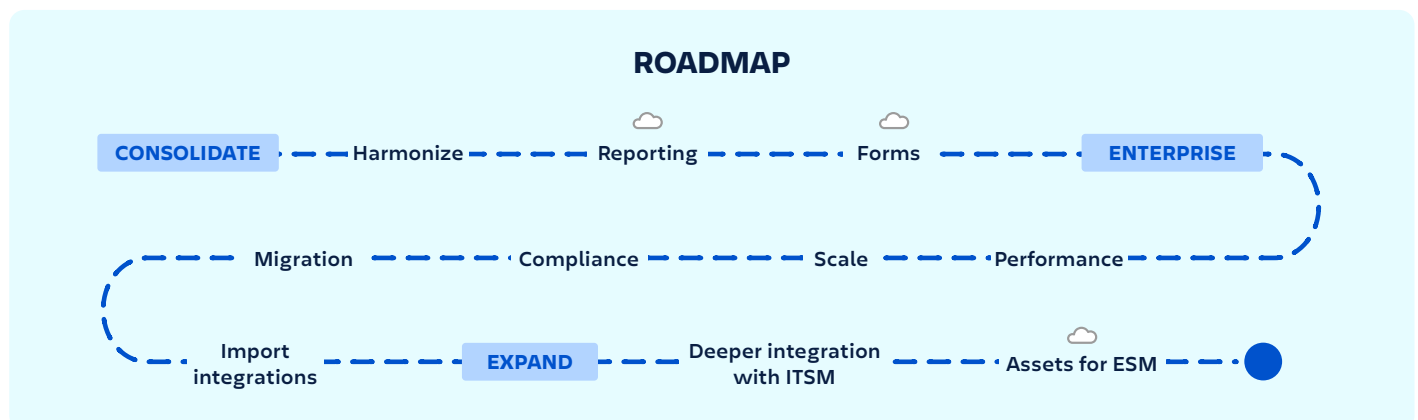 ROADMAP
CONSOLIDATE Harmonize Reporting Forms ENTERPRISE
Migration Compliance Scale Performance
Import
integrations
EXPAND
Deeper integration
with ITSM
Assets for ESM